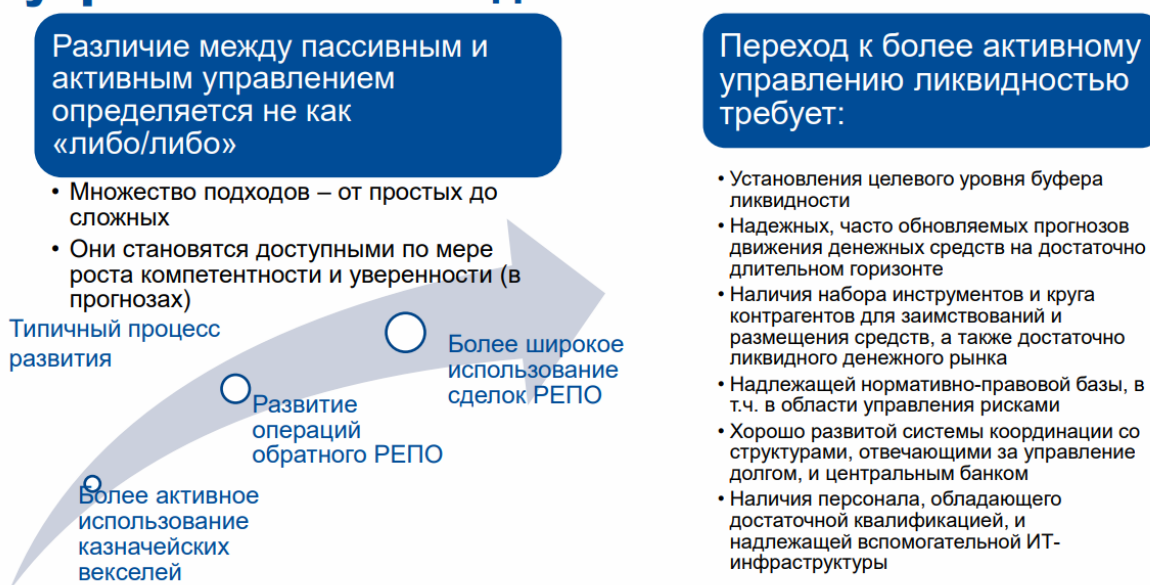 Различие между пассивным и
активным управлением
определяется не как
«либо/либо»
• Множество подходов – от простых до
сложных
• Они становятся доступными по мере
роста компетентности и уверенности (в
прогнозах)
Типичный процесс
развития
Более широкое
использование
сделок РЕПО
Развитие
операций
обратного РЕПО
Более активное
использование
казначейских
векселей
Переход к более активному
управлению ликвидностью
требует:
• Установления целевого уровня буфера
ликвидности
• Надежных, часто обновляемых прогнозов
движения денежных средств на достаточно
длительном горизонте
• Наличия набора инструментов и круга
контрагентов для заимствований и
размещения средств, а также достаточно
ликвидного денежного рынка
• Надлежащей нормативно-правовой базы, в
т.ч. в области управления рисками
• Хорошо развитой системы координации со
структурами, отвечающими за управление
долгом, и центральным банком
• Наличия персонала, обладающего
достаточной квалификацией, и
надлежащей вспомогательной ИТ-
инфраструктуры